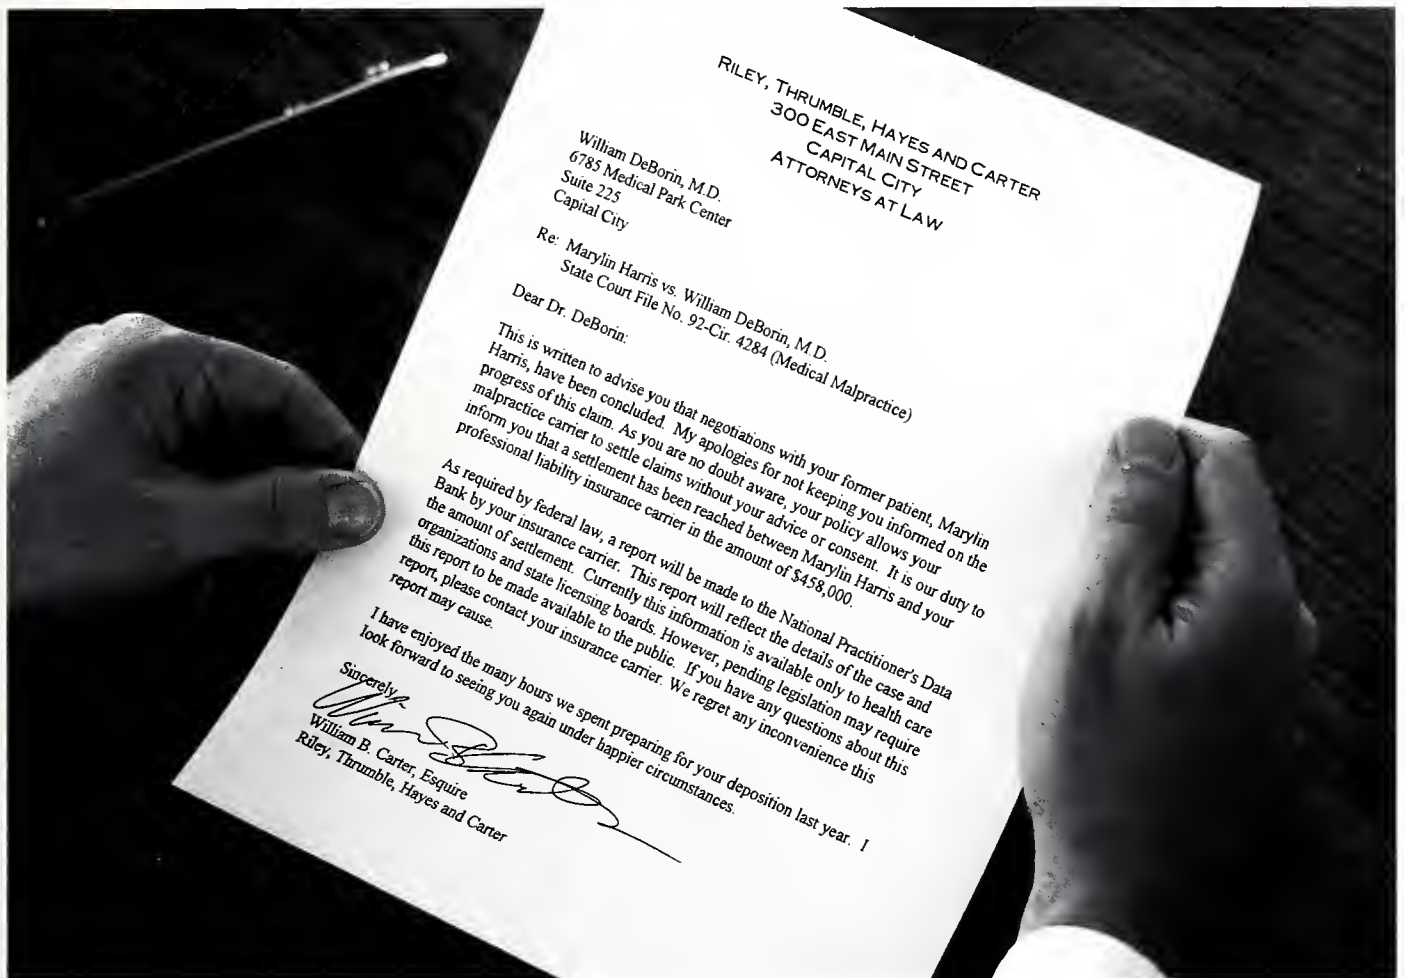 RILEY, THRUMBLE, HAYES AND CARTER
300 EAST MAIN STREET
CAPITAL CITY
ATTORNEYS AT LAW
William DeBorin, M.D.
6785 Medical Park Center
Suite 225
Capital City
Re: Marylin Harris vs. William DeBorin, M.D.
State Court File No. 92-Cir. 4284 (Medical Malpractice)
Dear Dr. DeBorin:
This is written to advise you that negotiations with your former patient, Marylin
Harris, have been concluded. My apologies for not keeping you informed on the
progress of this claim. As you are no doubt aware, your policy allows your
malpractice carrier to settle claims without your advice or consent. It is our duty to
inform you that a settlement has been reached between Marylin Harris and your
professional liability insurance carrier in the amount of $458,000.
As required by federal law, a report will be made to the National Practitioner's Data
Bank by your insurance carrier. This report will reflect the details of the case and
the amount of settlement. Currently this information is available only to health care
organizations and state licensing boards. However, pending legislation may require
this report to be made available to the public. If you have any questions about this
report, please contact your insurance carrier. We regret any inconvenience this
report may cause.
I have enjoyed the many hours we spent preparing for your deposition last year. I
look forward to seeing you again under happier circumstances.
Sincerely,
William B. Carter, Esquire
Riley, Thrumble, Hayes and Carter